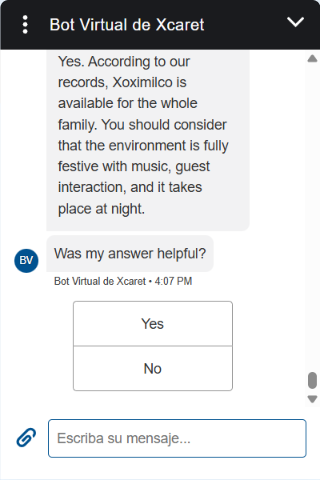 Bot Virtual de Xcaret
Yes. According to our
records, Xoximilco is
available for the whole
family. You should consider
that the environment is fully
festive with music, guest
interaction, and it takes
place at night.
Was my answer helpful?
BV
Bot Virtual de Xcaret • 4:07 PM
Yes
No
Escriba su mensaje...